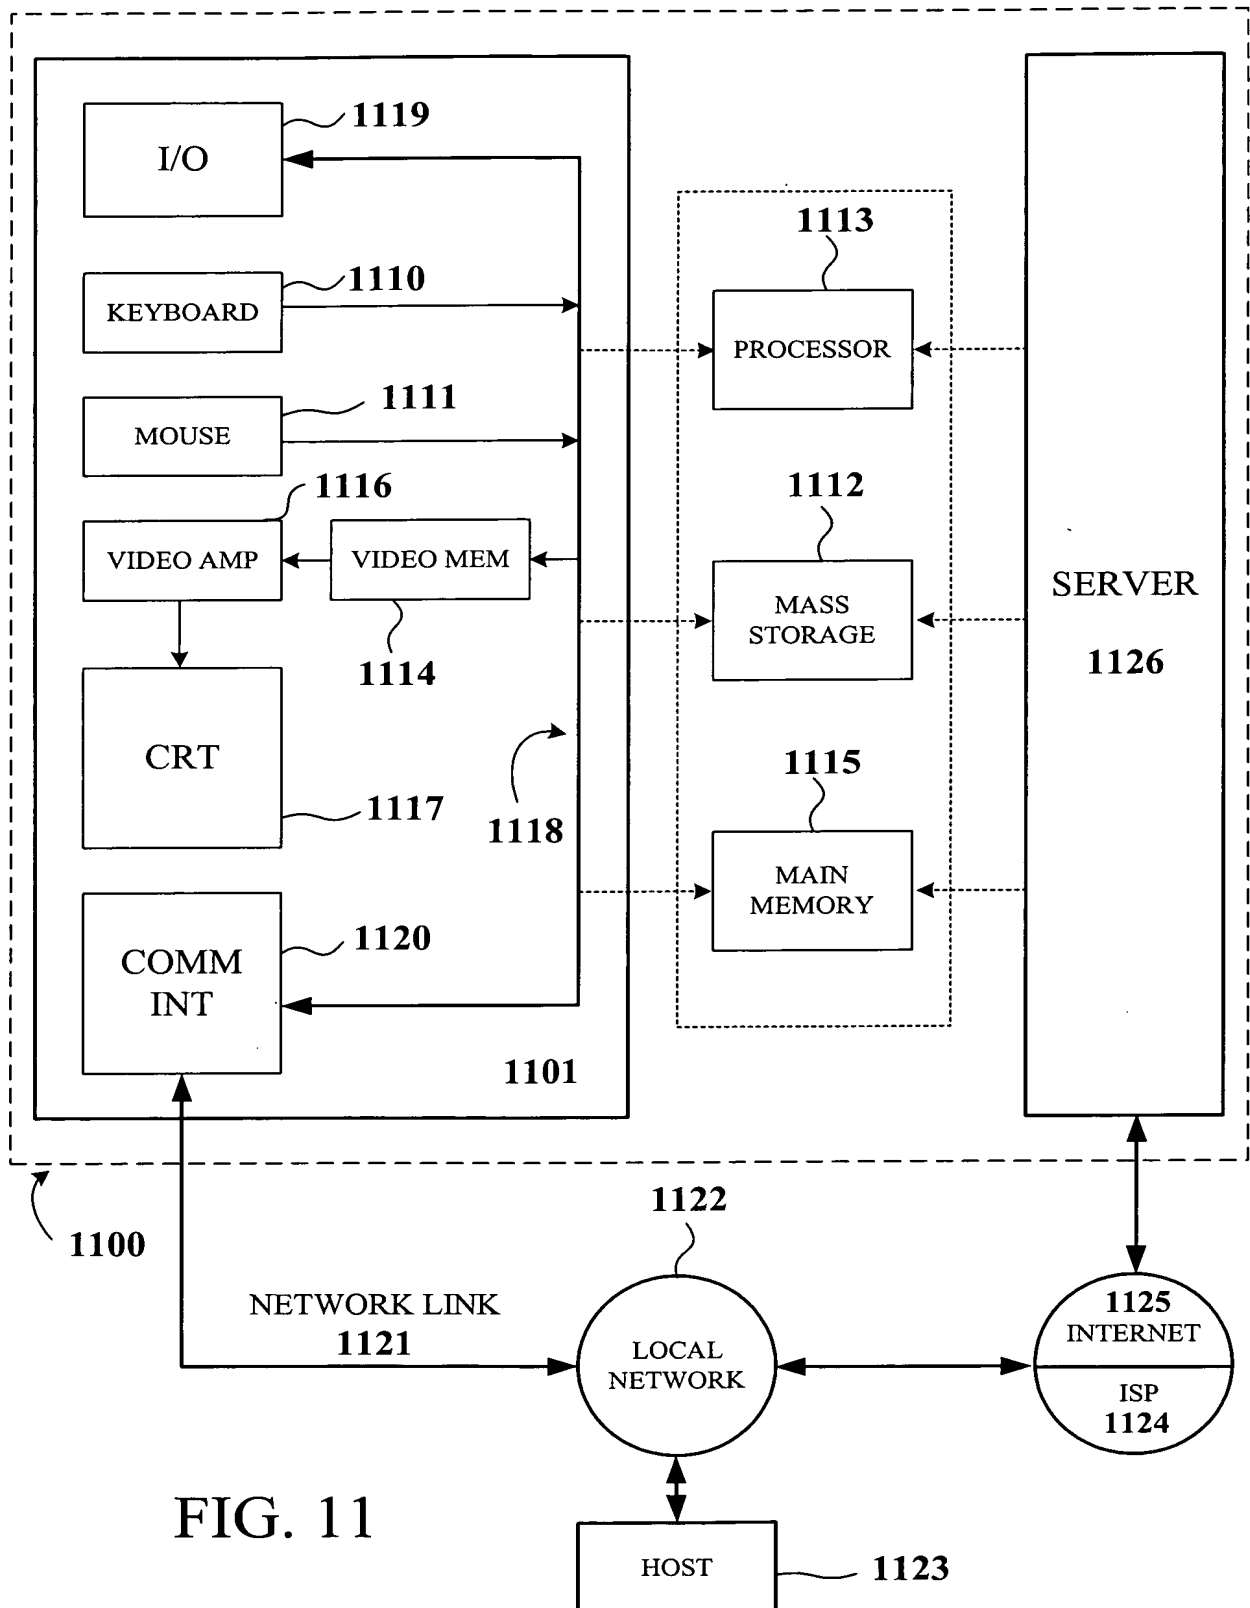 1119
I/O
1113
1110
KEYBOARD
PROCESSOR
1111
MOUSE
1116
1112
VIDEO AMP
VIDEO MEM
MASS
STORAGE
SERVER
1126
1114
CRT
1115
1117
1118
MAIN
MEMORY
1120
COMM
INT
1101
1100
1122
NETWORK LINK
1121
LOCAL
NETWORK
1125
INTERNET
ISP
1124
FIG. 11
HOST
1123